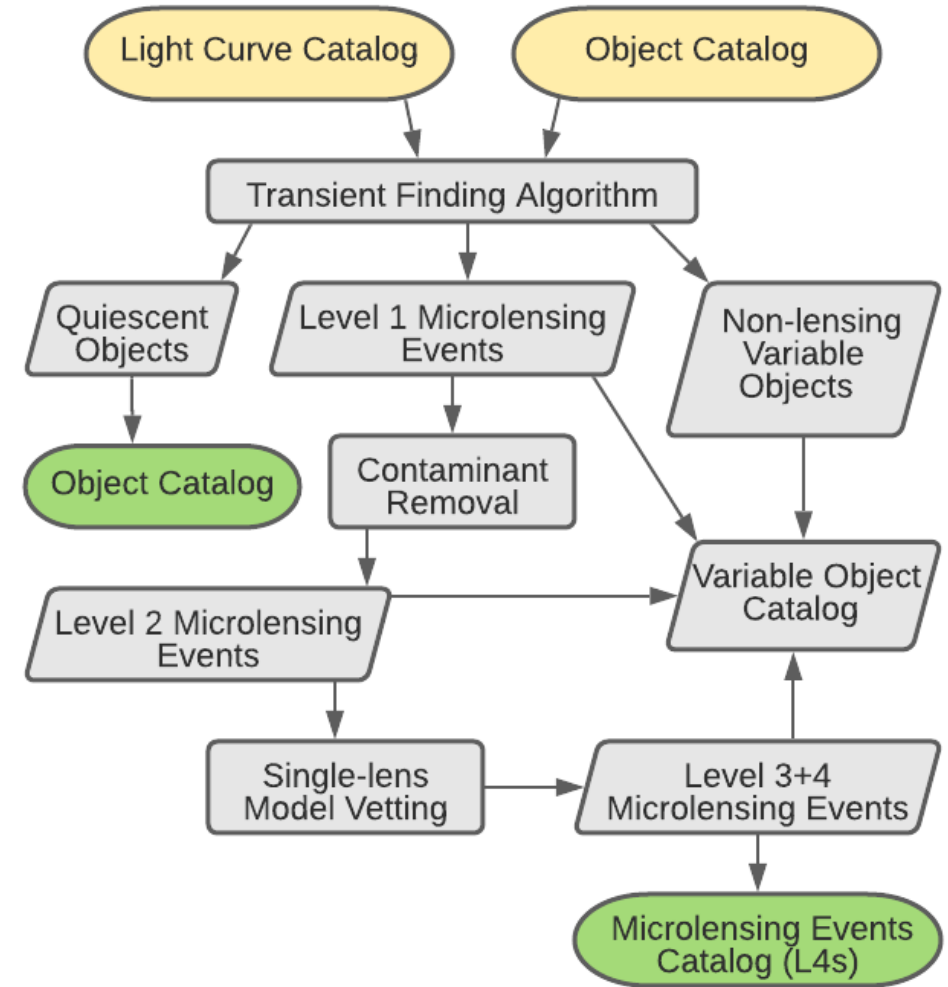 Light Curve Catalog
Object Catalog
Transient Finding Algorithm
Quiescent
Objects
Level 1 Microlensing
Events
Non-lensing
Variable
Objects
Object Catalog
Contaminant
Removal
Variable Object
Catalog
Level 2 Microlensing
Events
Single-lens
Model Vetting
Level 3+4
Microlensing Events
Microlensing Events
Catalog (L4s)